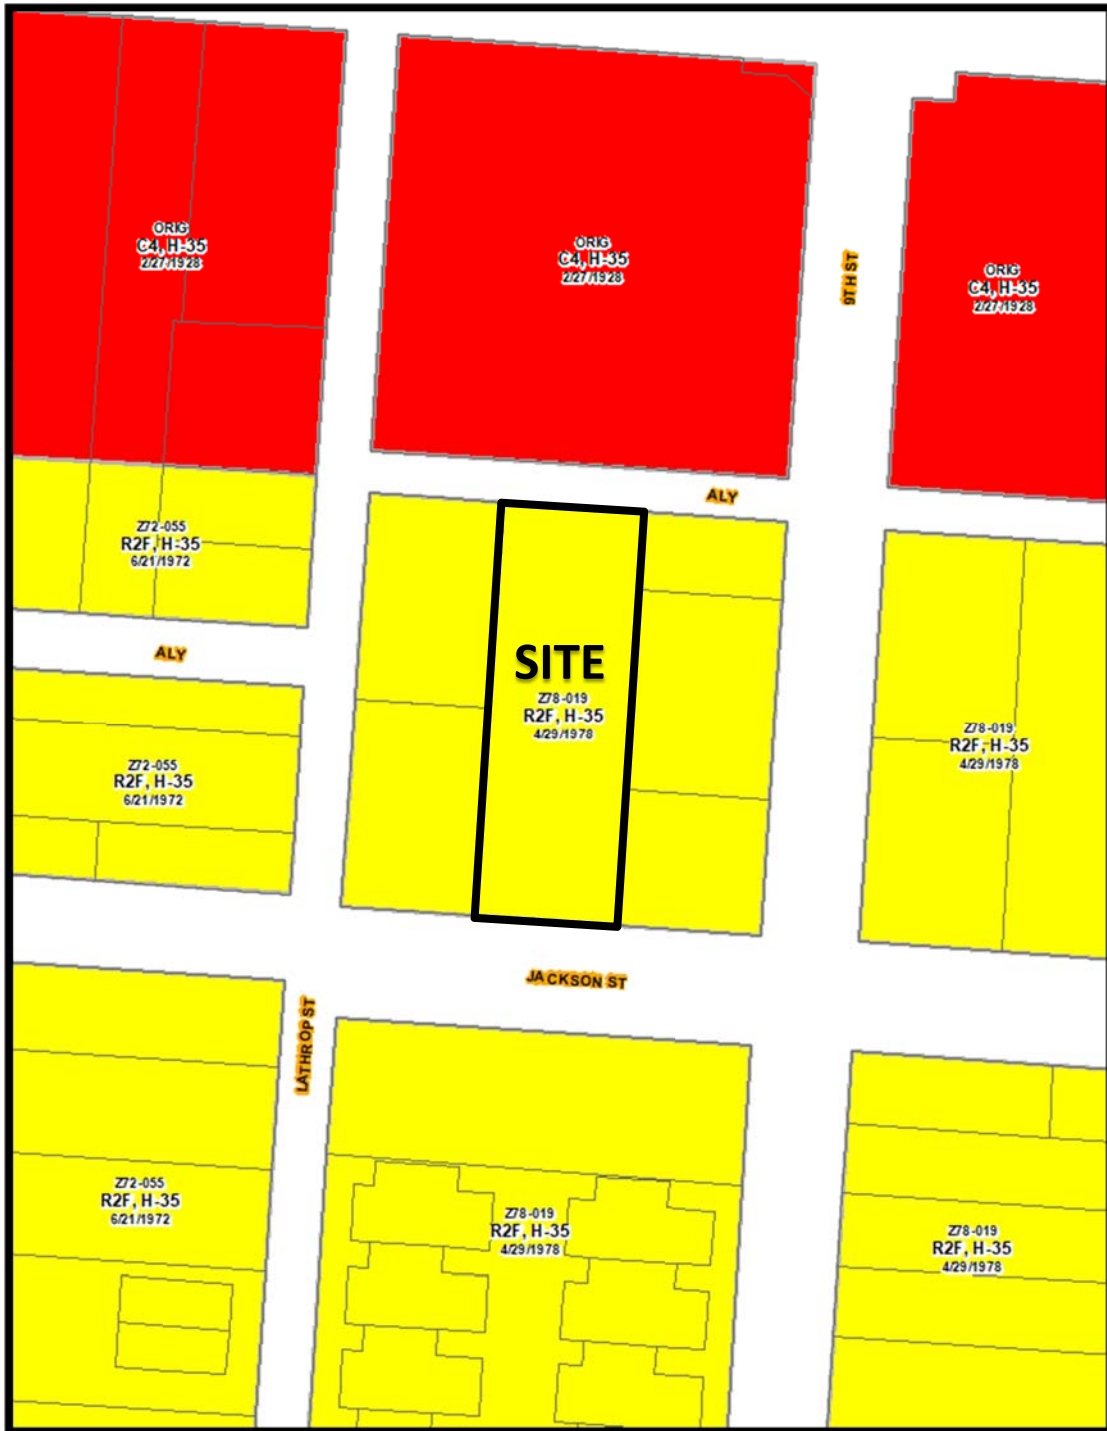 ORIG
C4, H-35
2/27/1928
ORIG
C4, H-35
2/27/1928
9TH ST
ORIG
C4, H-35
2/27/1928
ALY
Z72-055
R2F, H-35
6/21/1972
ALY
SITE
Z78-019
R2F, H-35
4/29/1978
Z78-019
R2F, H-35
4/29/1978
Z72-055
R2F, H-35
6/21/1972
JACKSON ST
LATHROP ST
Z72-055
R2F, H-35
6/21/1972
Z78-019
R2F, H-35
4/29/1978
Z78-019
R2F, H-35
4/29/1978